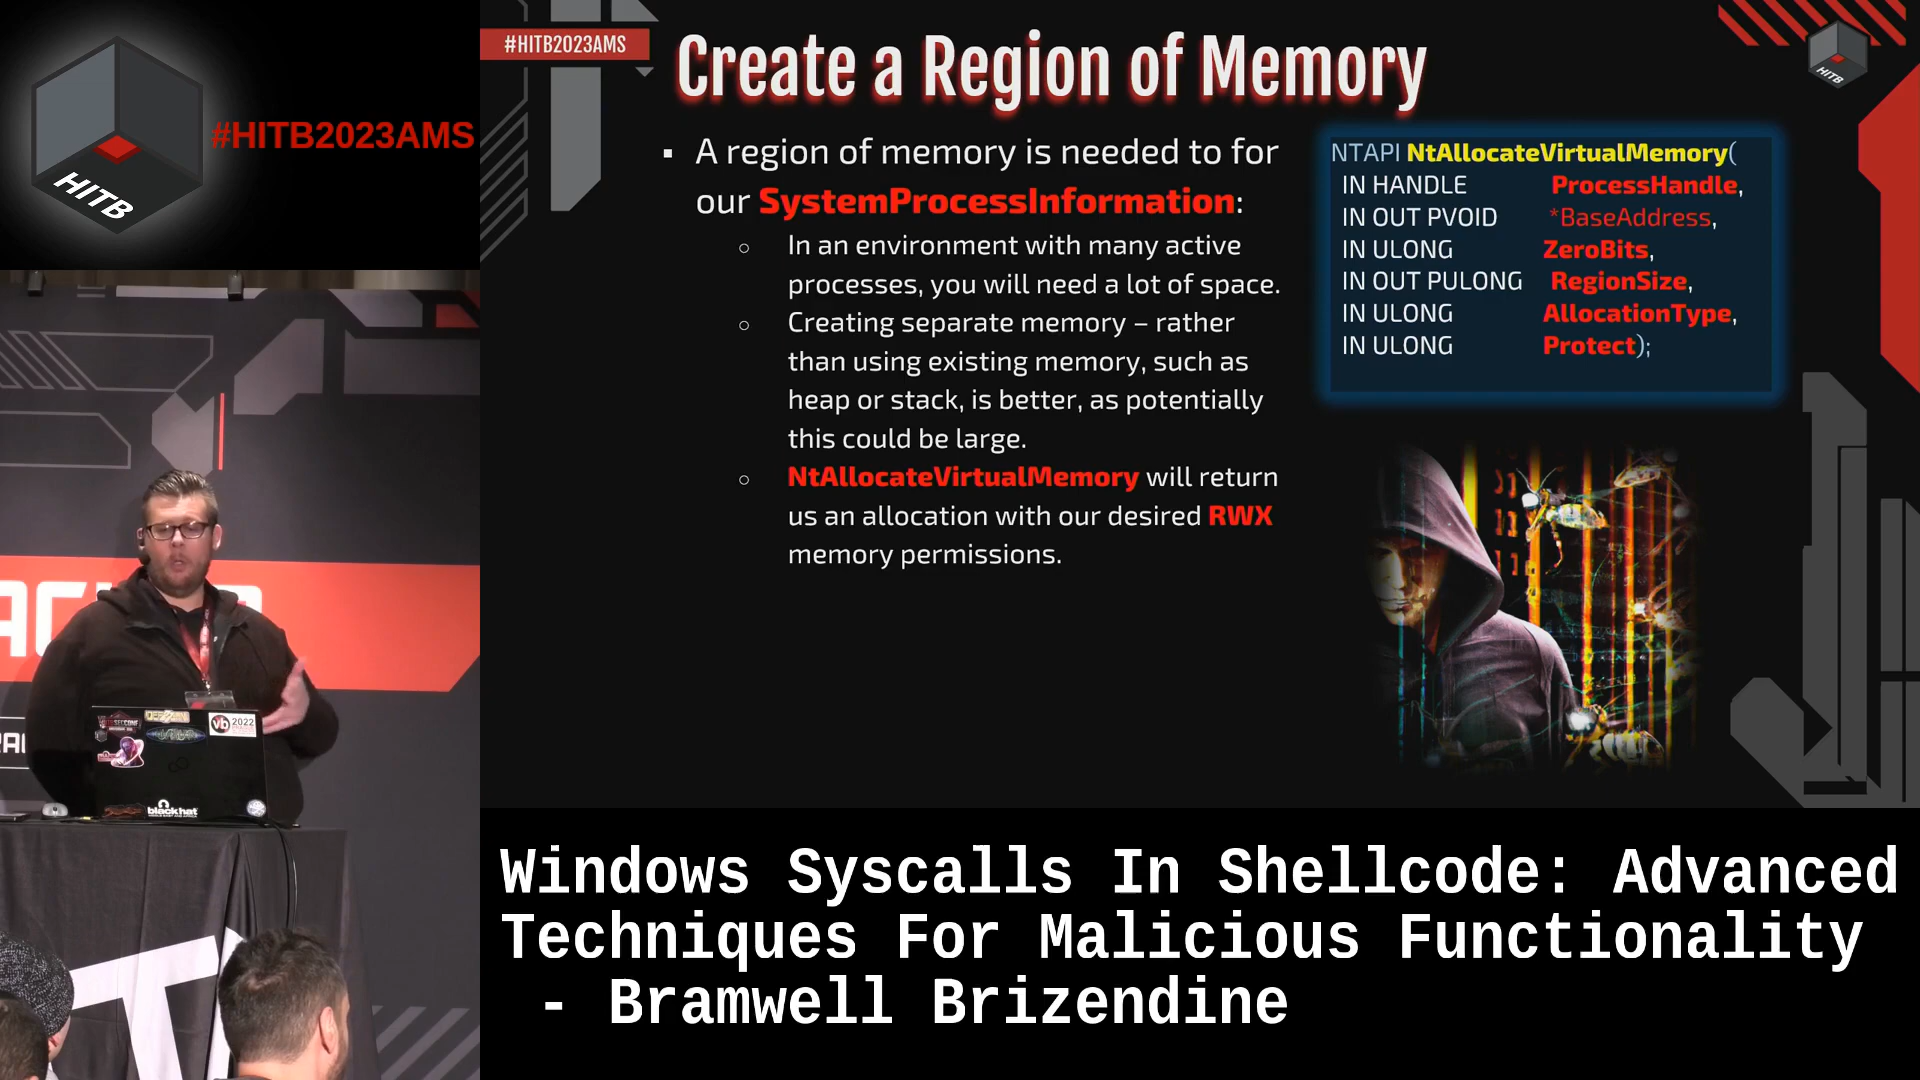 HITB
#HITB2023AMS
#HITB2023AMS
Create a Region of Memory
HITB
▪ A region of memory is needed to for
our SystemProcessInformation:
○ In an environment with many active
processes, you will need a lot of space.
○ Creating separate memory – rather
than using existing memory, such as
heap or stack, is better, as potentially
this could be large.
○ NtAllocateVirtualMemory will return
us an allocation with our desired RWX
memory permissions.
NTAPI NtAllocateVirtualMemory(
IN HANDLE ProcessHandle,
IN OUT PVOID *BaseAddress,
IN ULONG ZeroBits,
IN OUT PULONG RegionSize,
IN ULONG AllocationType,
IN ULONG Protect);
vb 2022
black hat
Windows Syscalls In Shellcode: Advanced
Techniques For Malicious Functionality
- Bramwell Brizendine